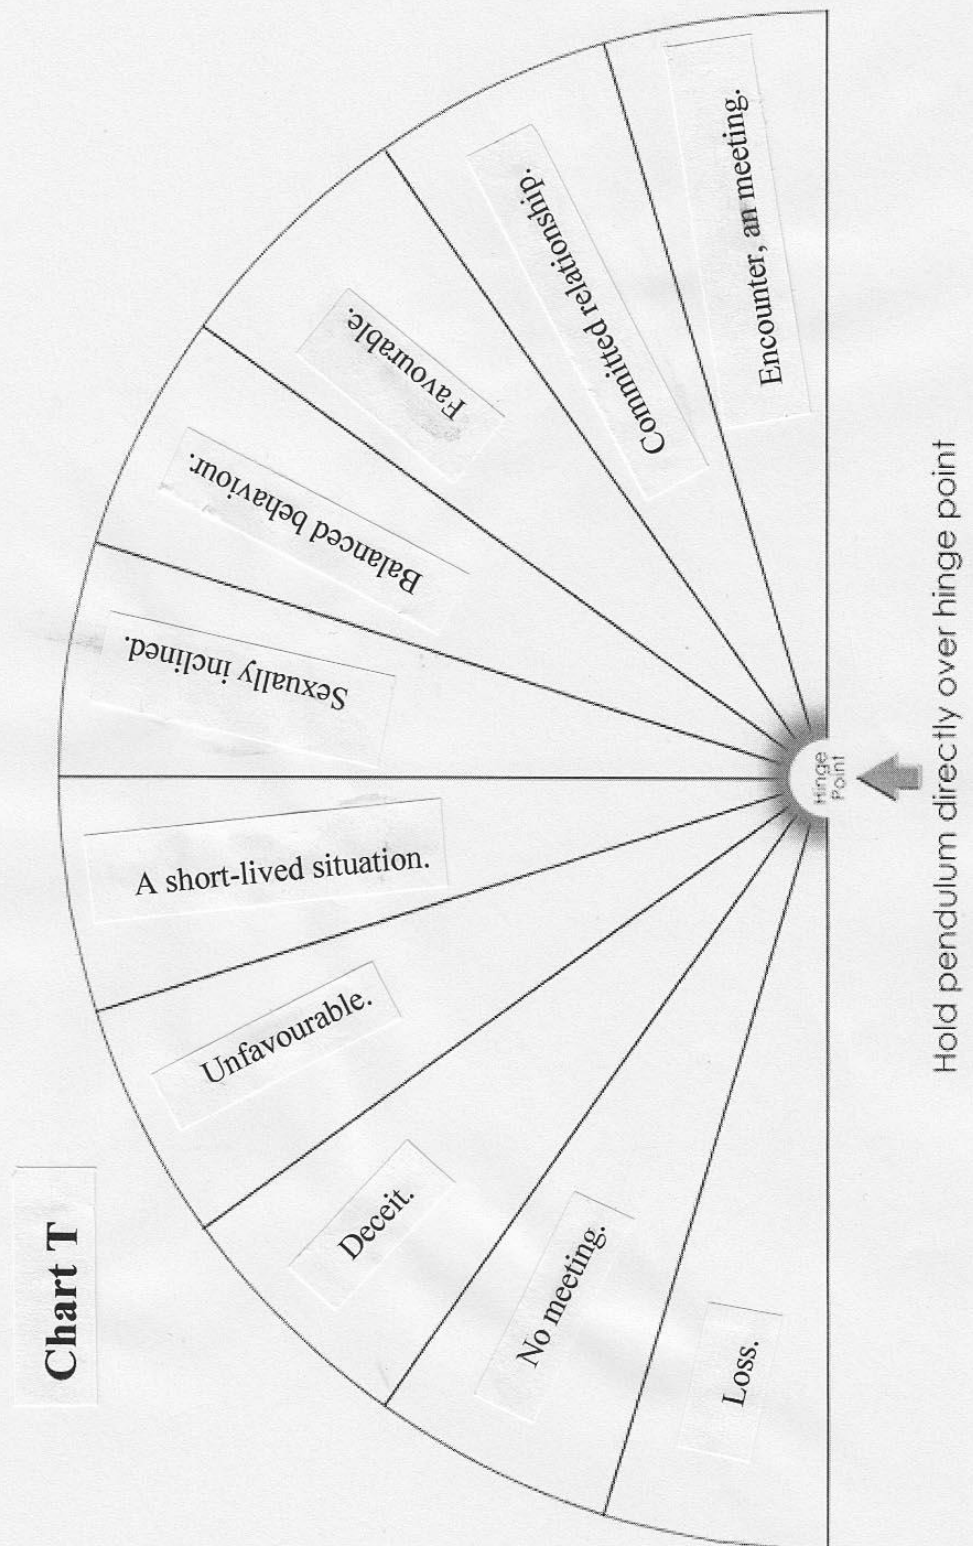 Chart T
Loss.
No meeting.
Deceit.
Unfavourable.
A short-lived situation.
Sexually inclined.
Balanced behaviour.
Favourable.
Committed relationship.
Encounter, an meeting.
Hinge
Point
Hold pendulum directly over hinge point